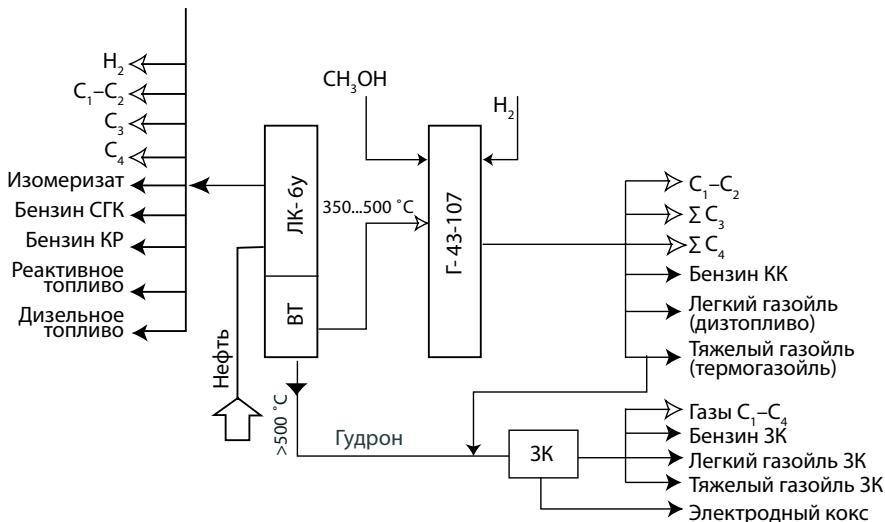 H₂
C₁–C₂
C₃
C₄
Изомеризат
Бензин СГК
Бензин КР
Реактивное
топливо
Дизельное
топливо
Нефть
ЛК-6у
ВТ
>500 ˚C
Гудрон
350...500 ˚C
CH₃OH
H₂
Г-43-107
C₁–C₂
∑ C₃
∑ C₄
Бензин КК
Легкий газойль
(дизтопливо)
Тяжелый газойль
(термогазойль)
ЗК
Газы C₁–C₄
Бензин ЗК
Легкий газойль ЗК
Тяжелый газойль ЗК
Электродный кокс